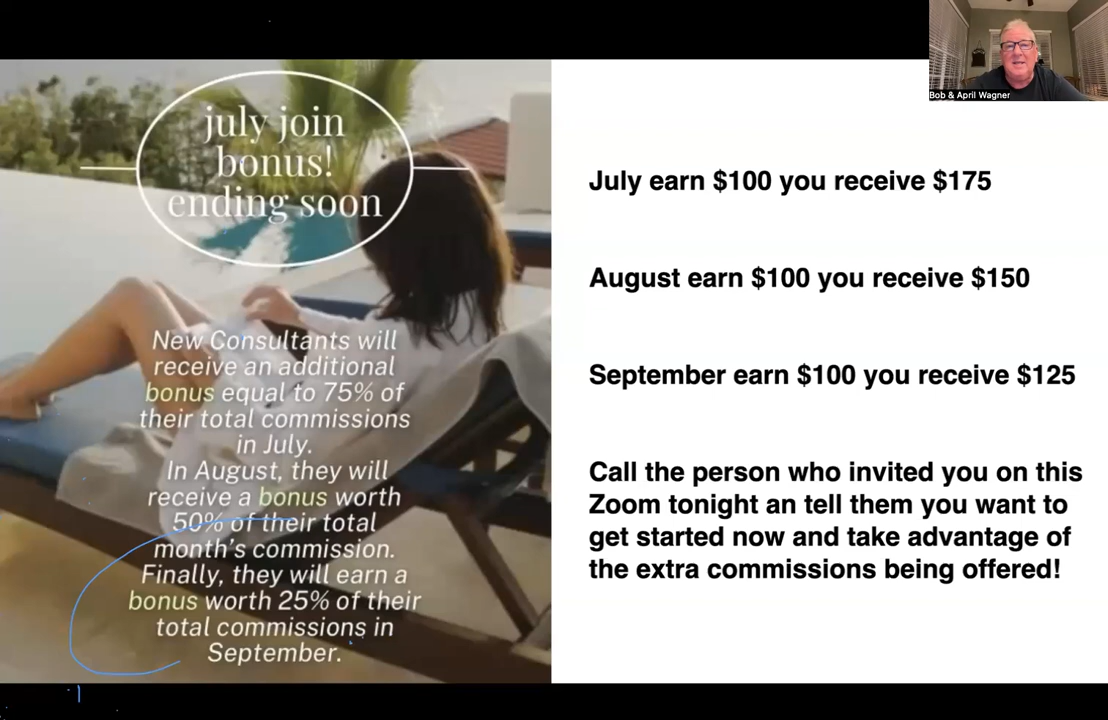 july join
bonus!
ending soon
New Consultants will
receive an additional
bonus equal to 75% of
their total commissions
in July.
In August, they will
receive a bonus worth
50% of their total
month's commission.
Finally, they will earn a
bonus worth 25% of their
total commissions in
September.
Bob & April Wagner
July earn $100 you receive $175
August earn $100 you receive $150
September earn $100 you receive $125
Call the person who invited you on this
Zoom tonight an tell them you want to
get started now and take advantage of
the extra commissions being offered!